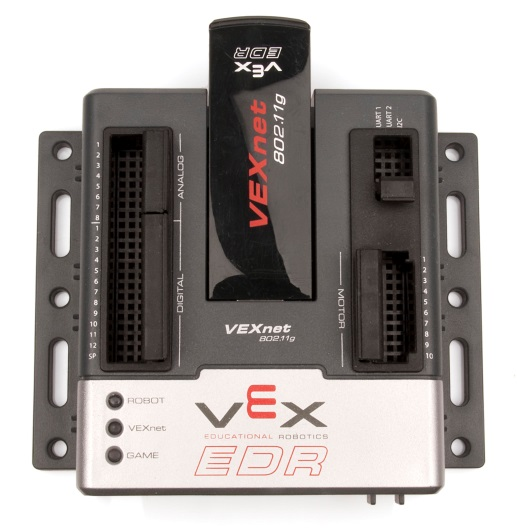 VEX
EDR
VEXnet
802.11g
UART 1
UART 2
I2C
ANALOG
1
2
3
4
5
6
7
8
DIGITAL
1
2
3
4
5
6
7
8
9
10
11
12
SP
MOTOR
1
2
3
4
5
6
7
8
9
10
VEXnet
802.11g
ROBOT
VEXnet
GAME
VEX
EDUCATIONAL ROBOTICS
EDR